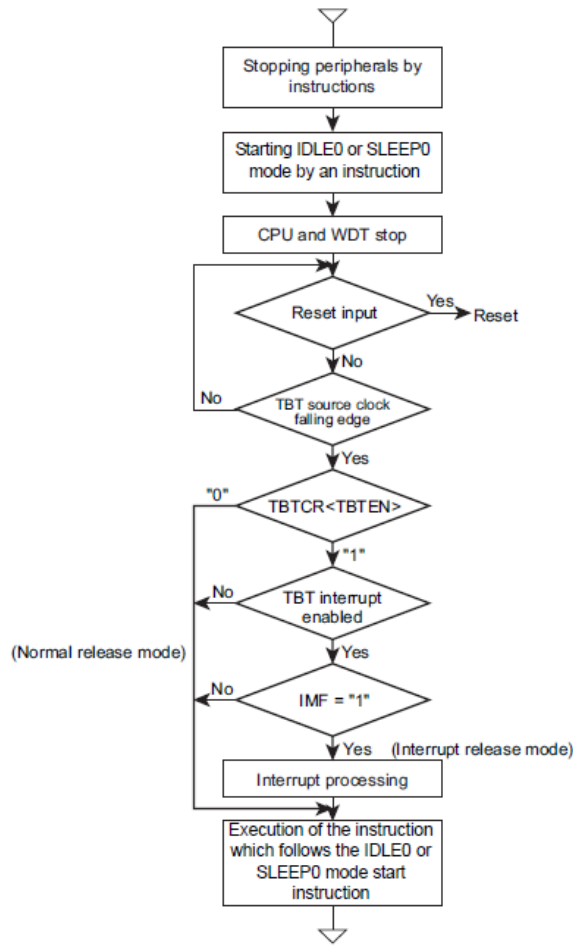 Stopping peripherals by
instructions
Starting IDLE0 or SLEEP0
mode by an instruction
CPU and WDT stop
Reset input
Yes
Reset
No
No
TBT source clock
falling edge
Yes
"0"
TBTCR<TBTEN>
"1"
No
TBT interrupt
enabled
(Normal release mode)
Yes
No
IMF = "1"
Yes
(Interrupt release mode)
Interrupt processing
Execution of the instruction
which follows the IDLE0 or
SLEEP0 mode start
instruction